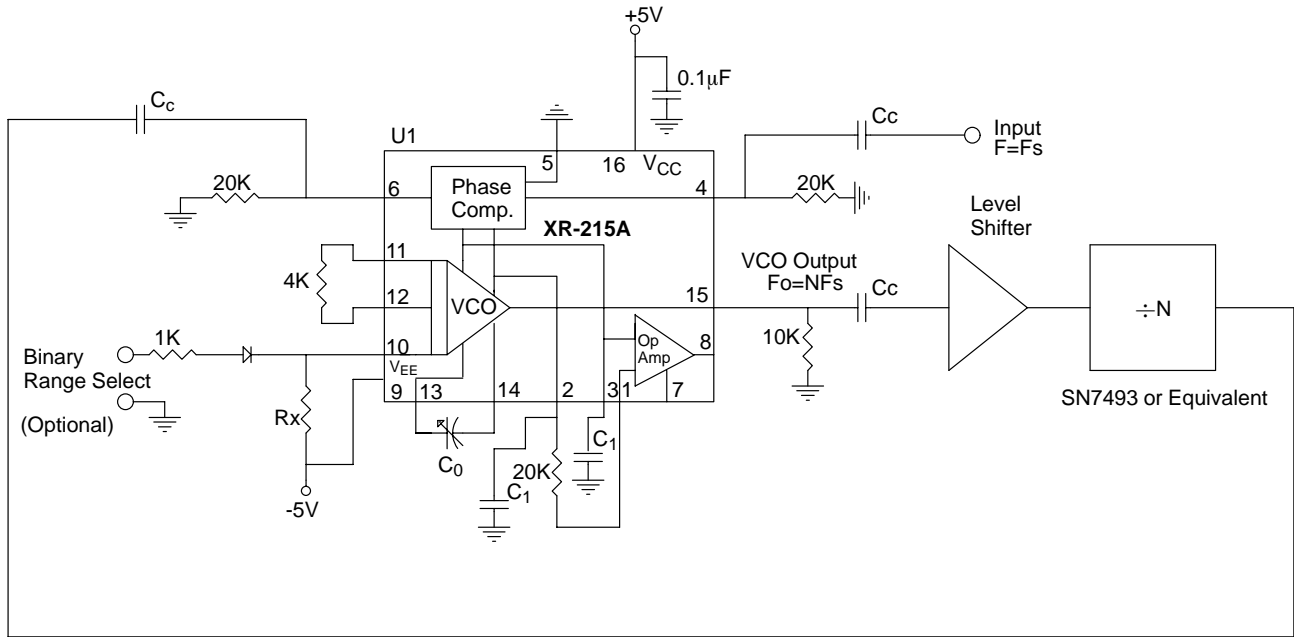 +5V
0.1µF
Cc
Cc
Input
F=Fs
U1
5
16
VCC
6
Phase
Comp.
4
20K
20K
XR-215A
Level
Shifter
11
4K
12
VCO
VCO Output
Fo=NFs
Cc
15
÷N
1K
10
VEE
Op
Amp
8
10K
Binary
Range Select
(Optional)
9
13
14
2
3
1
7
SN7493 or Equivalent
Rx
C0
C1
20K
C1
-5V